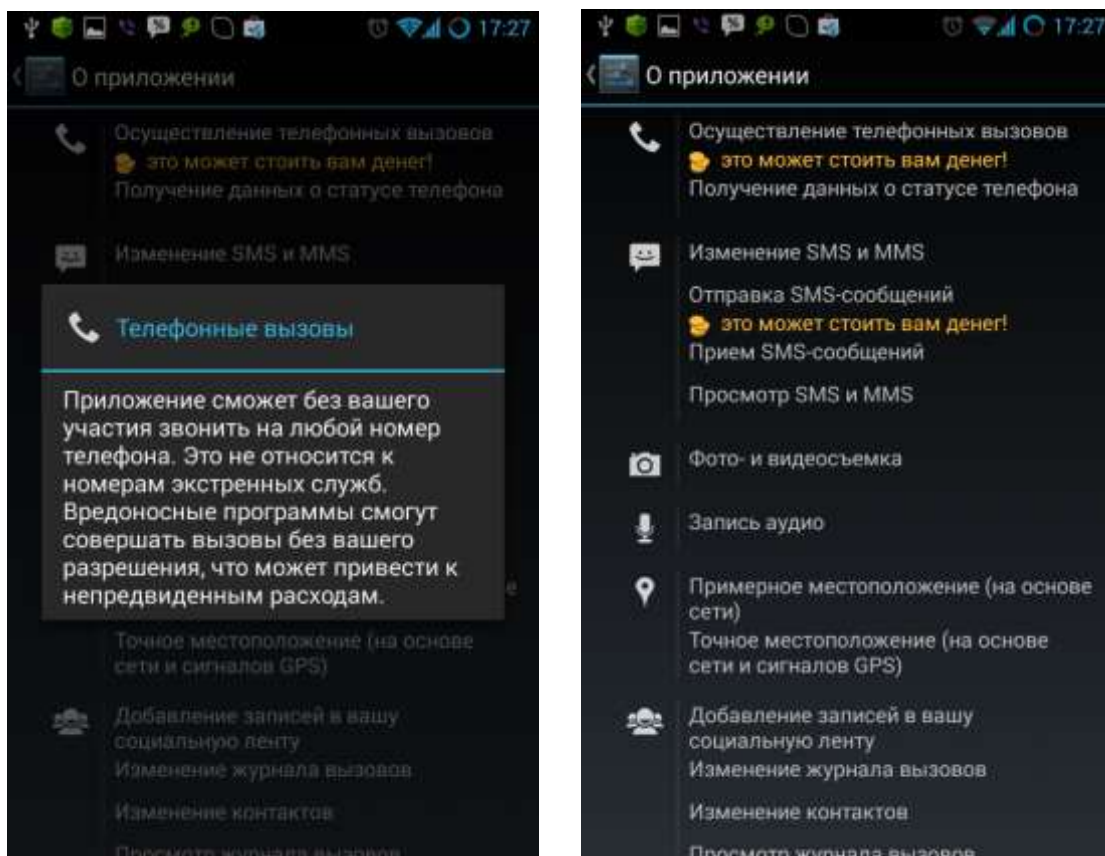 17:27
О приложении
Осуществление телефонных вызовов
это может стоить вам денег!
Получение данных о статусе телефона
Изменение SMS и MMS
Телефонные вызовы
Приложение сможет без вашего
участия звонить на любой номер
телефона. Это не относится к
номерам экстренных служб.
Вредоносные программы смогут
совершать вызовы без вашего
разрешения, что может привести к
непредвиденным расходам.
е
Точное местоположение (на основе
сети и сигналов GPS)
Добавление записей в вашу
социальную ленту
Изменение журнала вызовов
Изменение контактов
Просмотр журнала вызовов
17:27
О приложении
Осуществление телефонных вызовов
это может стоить вам денег!
Получение данных о статусе телефона
Изменение SMS и MMS
Отправка SMS-сообщений
это может стоить вам денег!
Прием SMS-сообщений
Просмотр SMS и MMS
Фото- и видеосъемка
Запись аудио
Примерное местоположение (на основе
сети)
Точное местоположение (на основе
сети и сигналов GPS)
Добавление записей в вашу
социальную ленту
Изменение журнала вызовов
Изменение контактов
Просмотр журнала вызовов